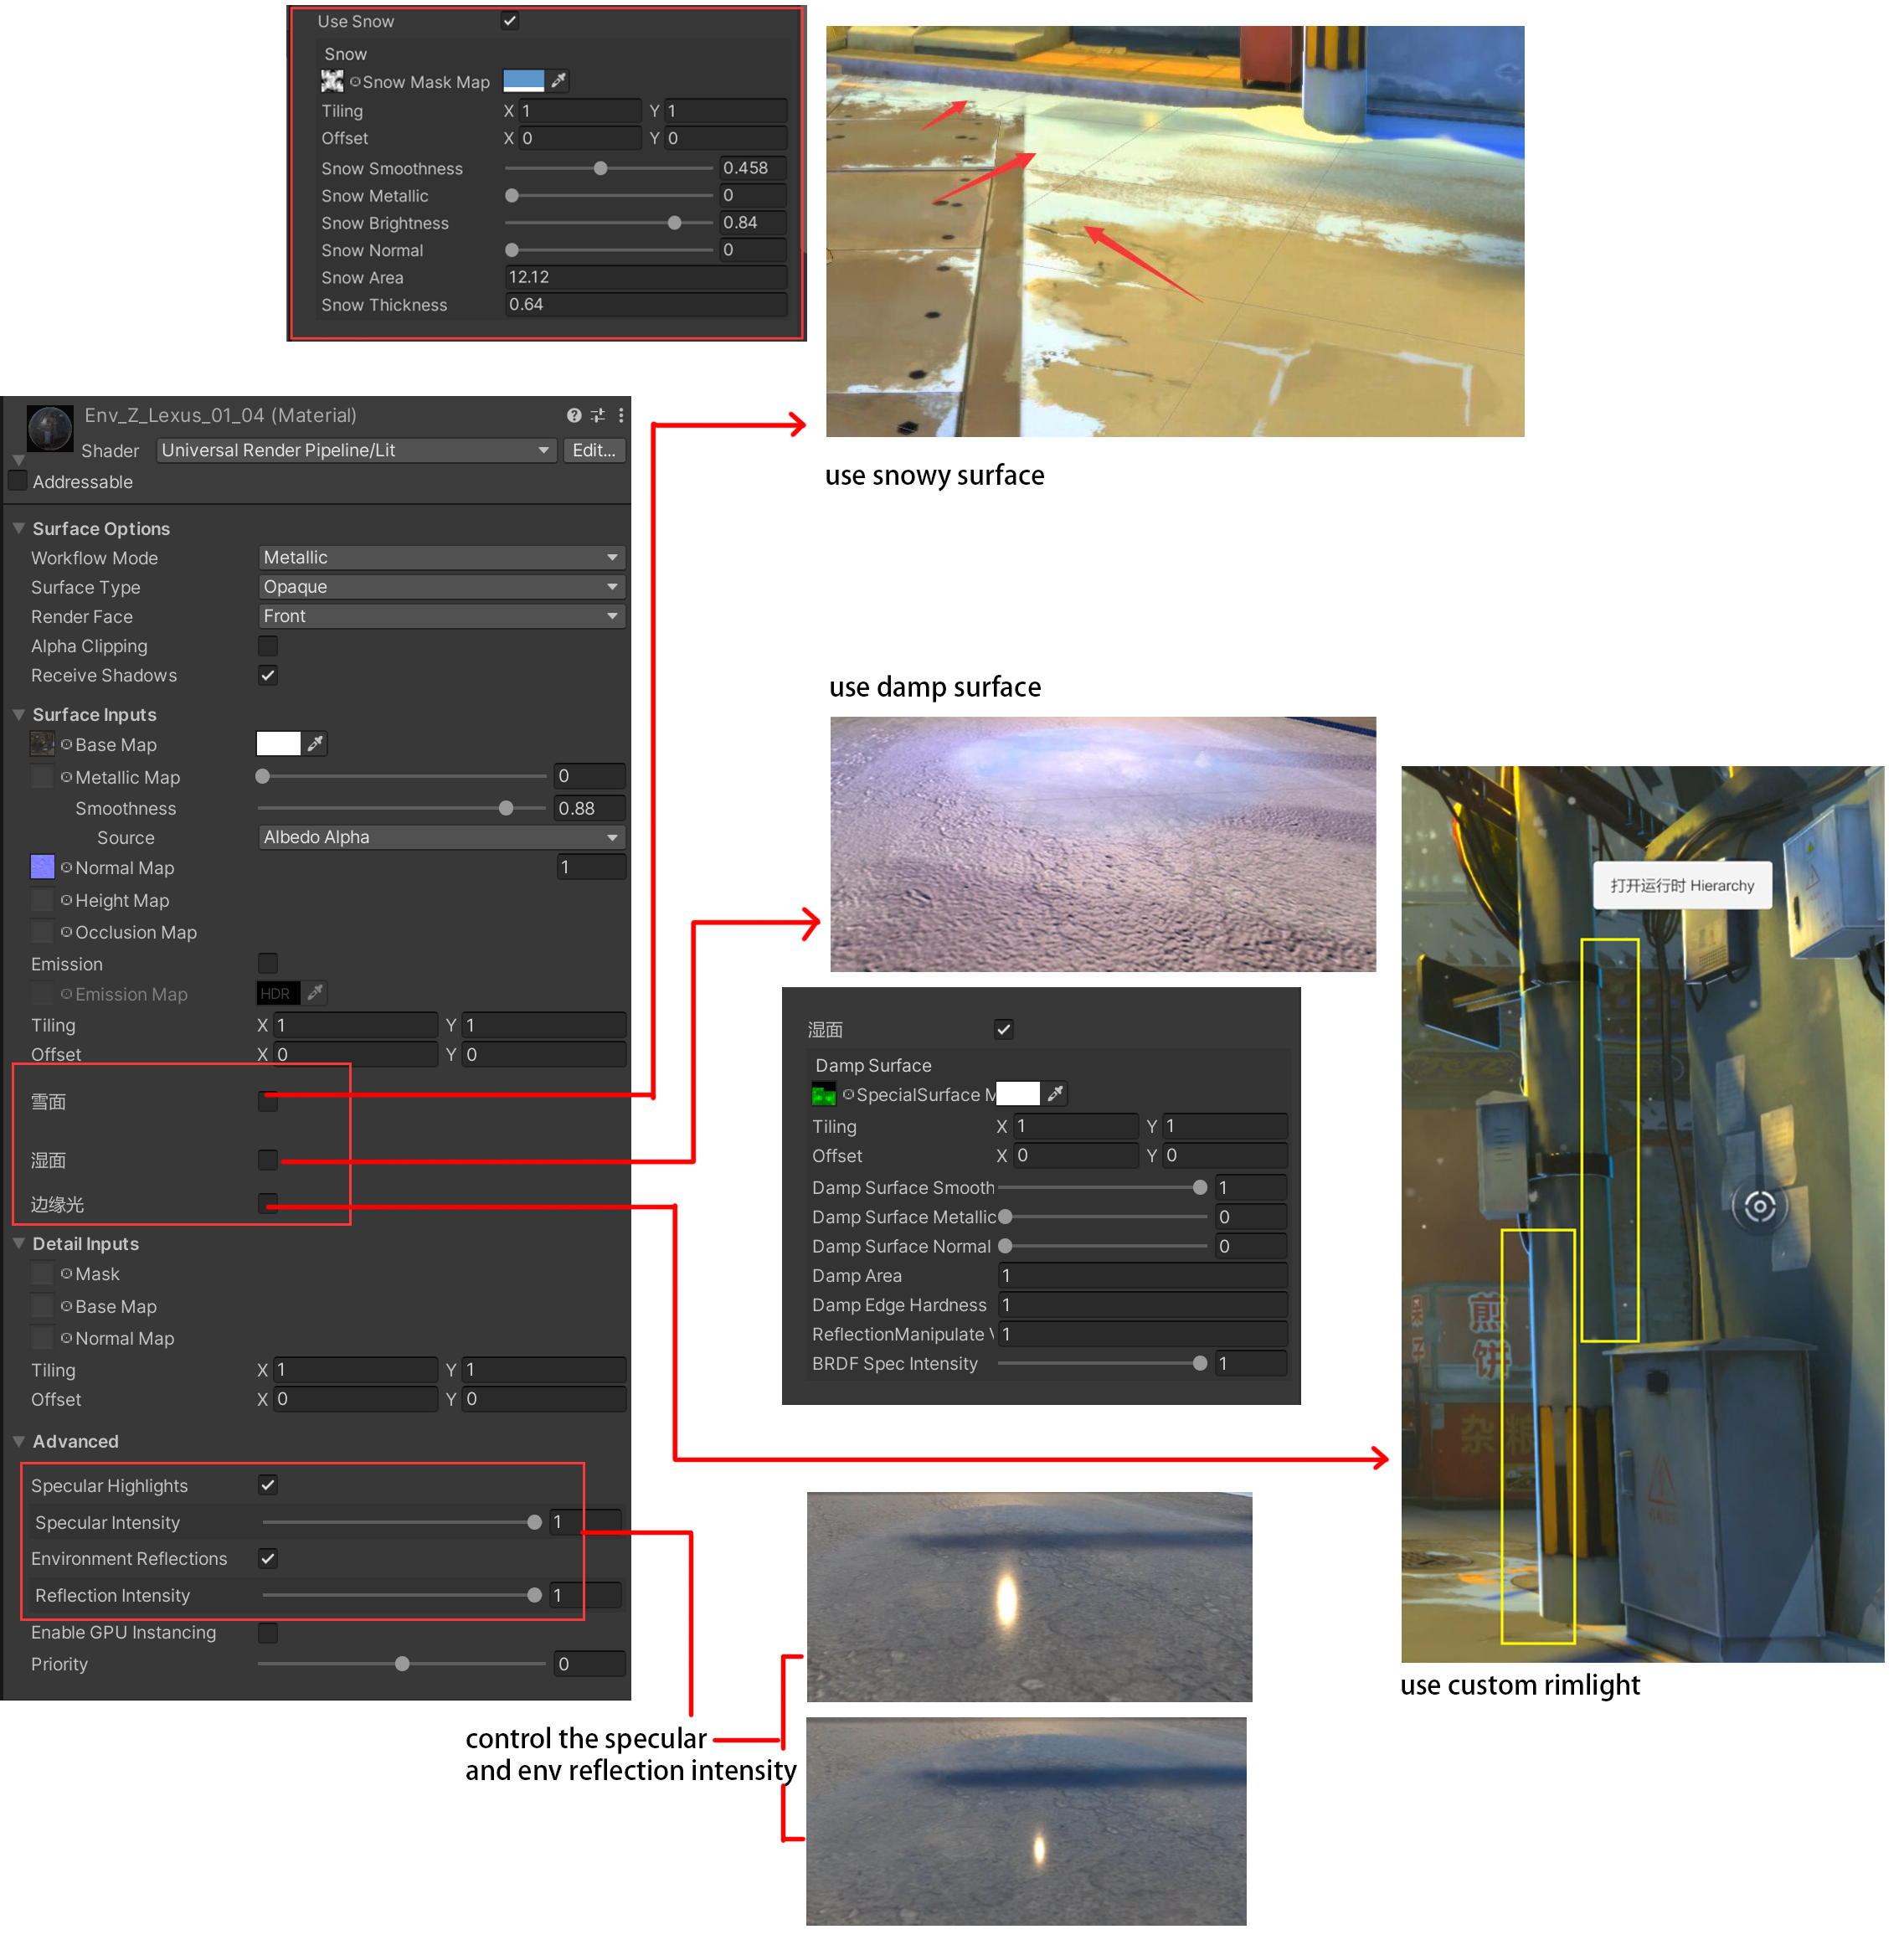 Use Snow
Snow
Snow Mask Map
Tiling X 1 Y 1
Offset X 0 Y 0
Snow Smoothness 0.458
Snow Metallic 0
Snow Brightness 0.84
Snow Normal 0
Snow Area 12.12
Snow Thickness 0.64
use snowy surface
Env_Z_Lexus_01_04 (Material)
Shader Universal Render Pipeline/Lit Edit...
Addressable
Surface Options
Workflow Mode Metallic
Surface Type Opaque
Render Face Front
Alpha Clipping
Receive Shadows
Surface Inputs
Base Map
Metallic Map 0
Smoothness 0.88
Source Albedo Alpha
Normal Map 1
Height Map
Occlusion Map
Emission
Emission Map HDR
Tiling X 1 Y 1
Offset X 0 Y 0
雪面
湿面
边缘光
Detail Inputs
Mask
Base Map
Normal Map
Tiling X 1 Y 1
Offset X 0 Y 0
Advanced
Specular Highlights
Specular Intensity 1
Environment Reflections
Reflection Intensity 1
Enable GPU Instancing
Priority 0
use damp surface
湿面
Damp Surface
SpecialSurface M
Tiling X 1 Y 1
Offset X 0 Y 0
Damp Surface Smooth 1
Damp Surface Metallic 0
Damp Surface Normal 0
Damp Area 1
Damp Edge Hardness 1
ReflectionManipulate V 1
BRDF Spec Intensity 1
打开运行时 Hierarchy
煎
饼
杂粮
use custom rimlight
control the specular
and env reflection intensity